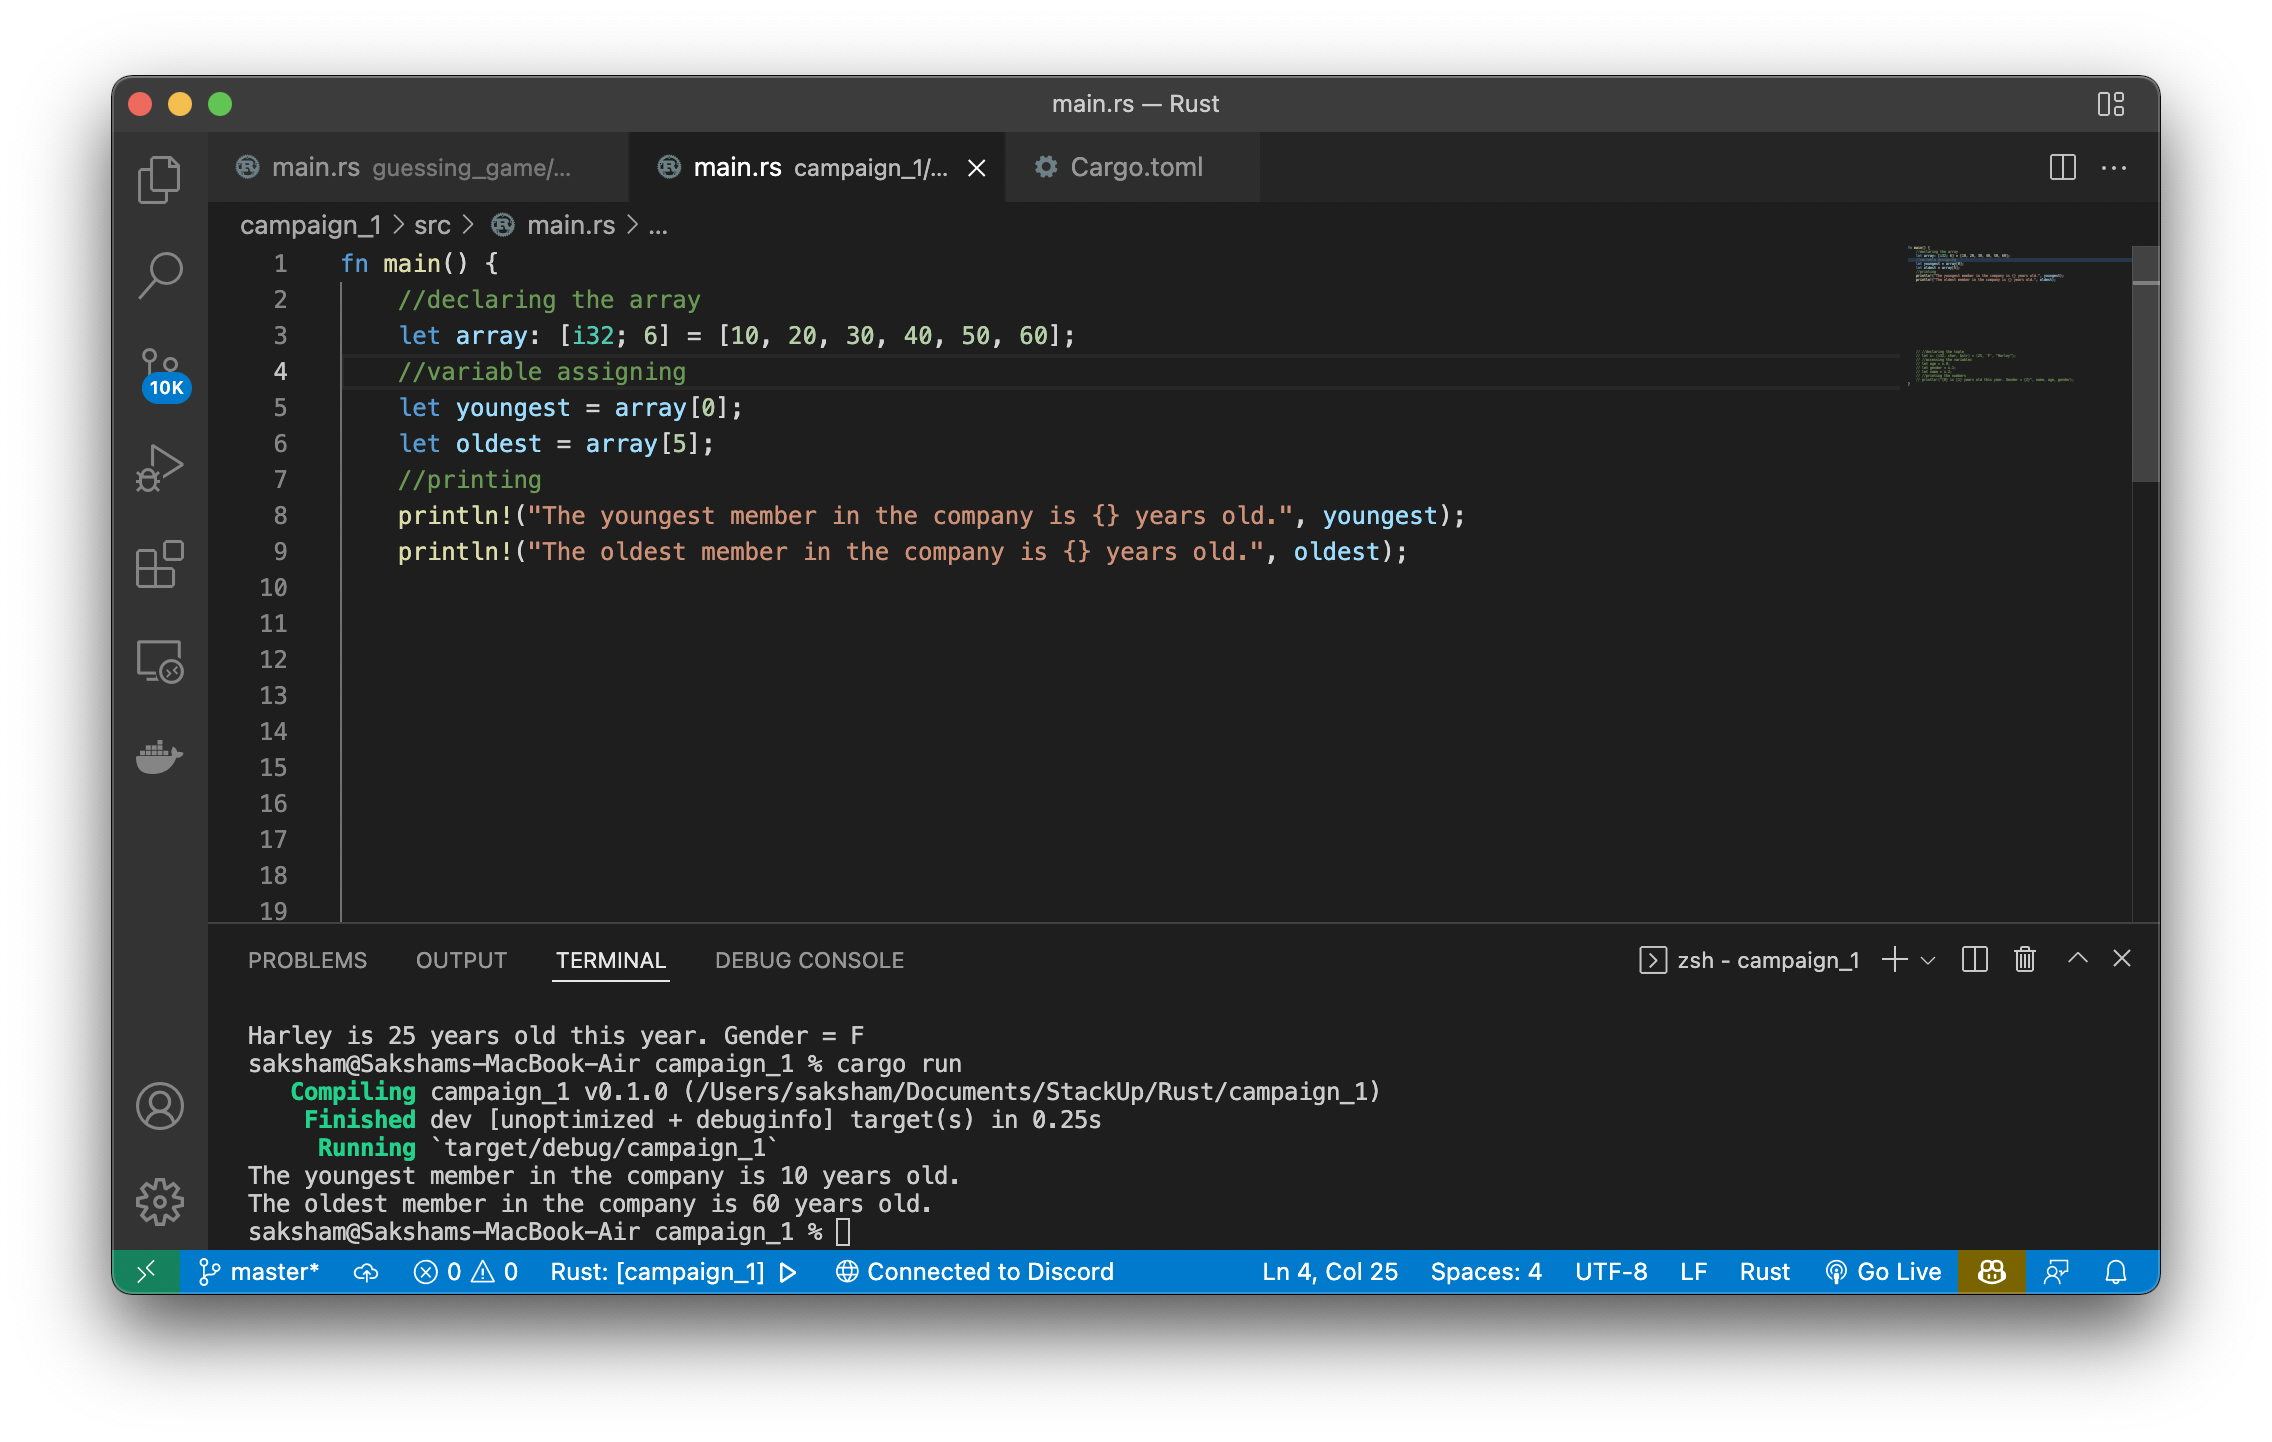 main.rs — Rust
main.rs guessing_game/...
main.rs campaign_1/...
Cargo.toml
campaign_1 > src > main.rs > ...
1 fn main() {
2 //declaring the array
3 let array: [i32; 6] = [10, 20, 30, 40, 50, 60];
4 //variable assigning
5 let youngest = array[0];
6 let oldest = array[5];
7 //printing
8 println!("The youngest member in the company is {} years old.", youngest);
9 println!("The oldest member in the company is {} years old.", oldest);
10
11
12
13
14
15
16
17
18
19
10K
PROBLEMS OUTPUT TERMINAL DEBUG CONSOLE
zsh - campaign_1
Harley is 25 years old this year. Gender = F
saksham@Sakshams-MacBook-Air campaign_1 % cargo run
Compiling campaign_1 v0.1.0 (/Users/saksham/Documents/StackUp/Rust/campaign_1)
Finished dev [unoptimized + debuginfo] target(s) in 0.25s
Running `target/debug/campaign_1`
The youngest member in the company is 10 years old.
The oldest member in the company is 60 years old.
saksham@Sakshams-MacBook-Air campaign_1 %
master* 0 0 Rust: [campaign_1] Connected to Discord Ln 4, Col 25 Spaces: 4 UTF-8 LF Rust Go Live